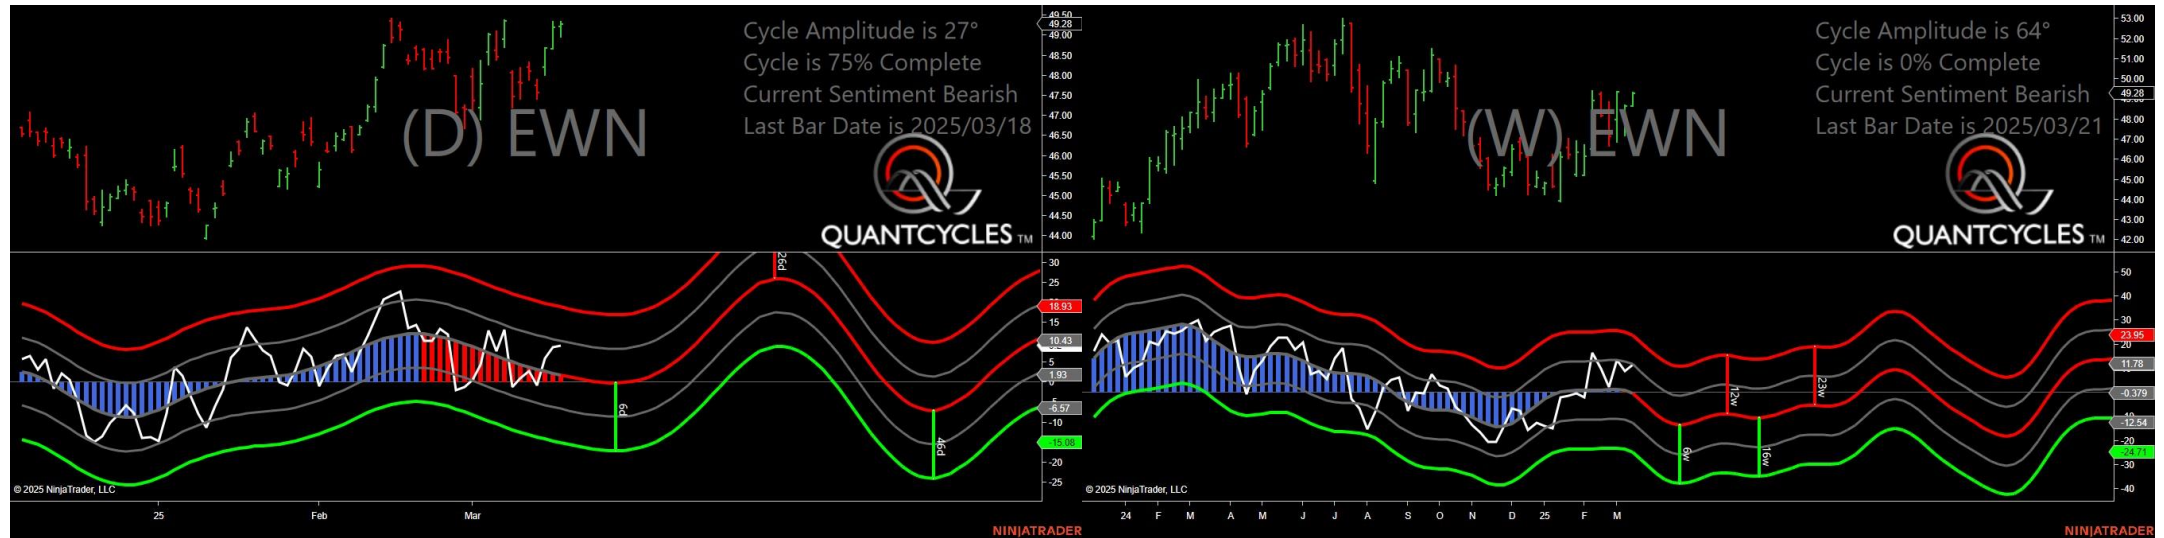 Cycle Amplitude is 27°
Cycle is 75% Complete
Current Sentiment Bearish
Last Bar Date is 2025/03/18
(D) EWN
QUANTCYCLES TM
49.50
49.28
49.00
48.50
48.00
47.50
47.00
46.50
46.00
45.50
45.00
44.50
44.00
30
25
18.93
15
10.43
5
1.93
-5
-6.57
-10
-15.08
-20
-25
26d
6d
46d
© 2025 NinjaTrader, LLC
25
Feb
Mar
NINJATRADER
Cycle Amplitude is 64°
Cycle is 0% Complete
Current Sentiment Bearish
Last Bar Date is 2025/03/21
(W) EWN
QUANTCYCLES TM
53.00
52.00
51.00
50.00
49.28
48.00
47.00
46.00
45.00
44.00
43.00
42.00
50
40
30
23.95
20
11.78
-0.379
-10
-12.54
-20
-24.71
-30
-40
12w
23w
6w
16w
© 2025 NinjaTrader, LLC
24 F M A M J J A S O N D 25 F M
NINJATRADER